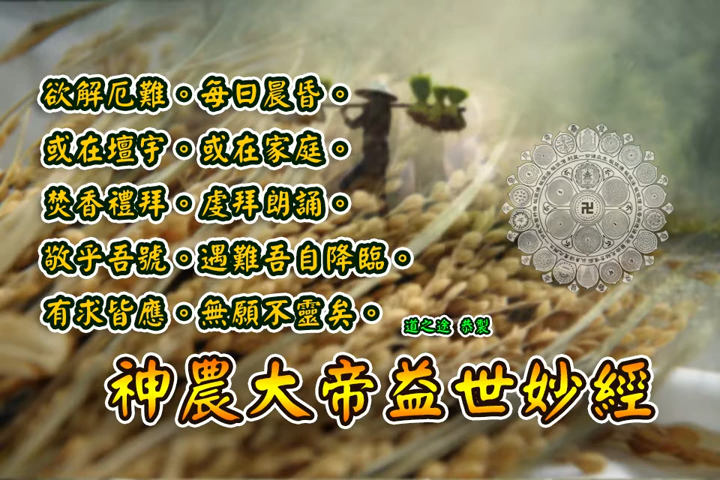 欲解厄難。每日晨昏。
或在壇宇。或在家庭。
焚香禮拜。虔拜朗誦。
敬乎吾號。遇難吾自降臨。
有求皆應。無願不靈矣。
道之途 恭製
神農大帝益世妙經